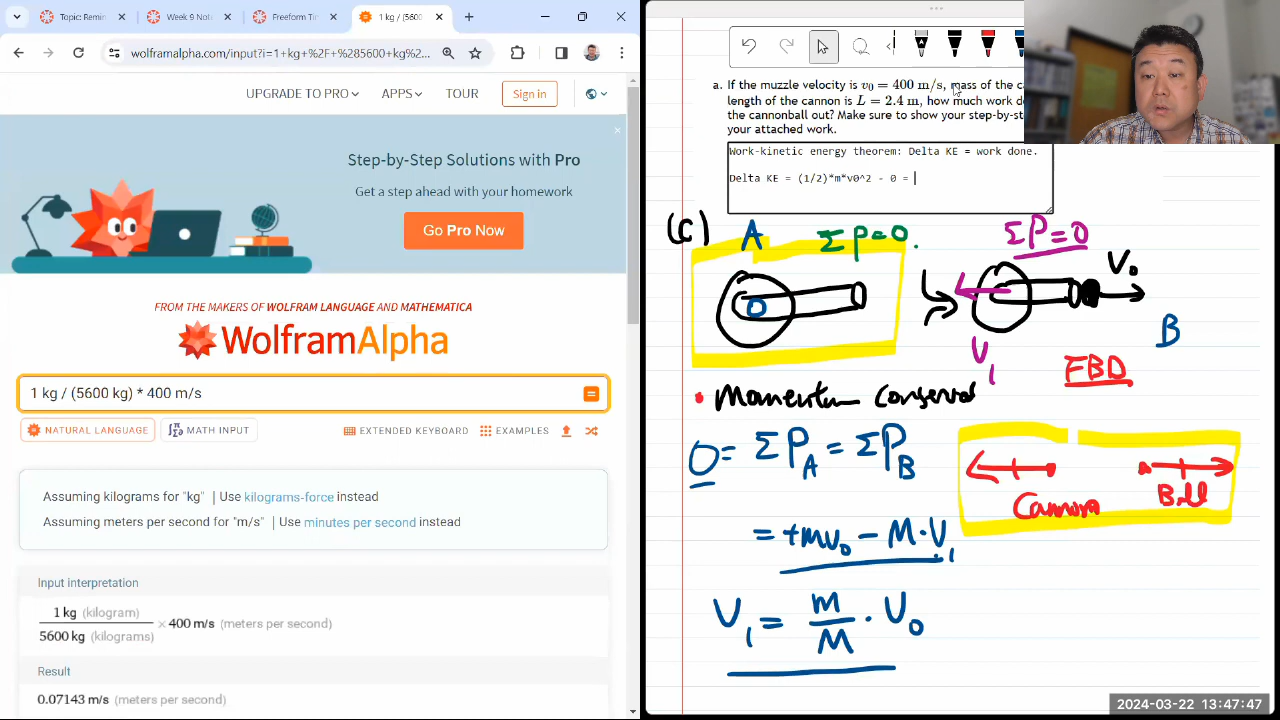 Topic Remin
Week 9 Not
Freeform Tir
1 kg / (5600
wolframalpha.com/input?i=1+kg+%2F+%285600+kg%2
UPGRADE TO PRO
APPS
TOUR
Sign in
Step-by-Step Solutions with Pro
Get a step ahead with your homework
Go Pro Now
FROM THE MAKERS OF WOLFRAM LANGUAGE AND MATHEMATICA
WolframAlpha
1 kg / (5600 kg) * 400 m/s
NATURAL LANGUAGE
MATH INPUT
EXTENDED KEYBOARD
EXAMPLES
Assuming kilograms for "kg" | Use kilograms-force instead
Assuming meters per second for "m/s" | Use minutes per second instead
Input interpretation
1 kg (kilogram)
5600 kg (kilograms)
× 400 m/s (meters per second)
Result
0.07143 m/s (meters per second)
a. If the muzzle velocity is v₀ = 400 m/s, mass of the c
length of the cannon is L = 2.4 m, how much work d
the cannonball out? Make sure to show your step-by-st
your attached work.
Work-kinetic energy theorem: Delta KE = work done.
Delta KE = (1/2)*m*v0^2 - 0 =
(c) A Σp=0. ΣP=0
V₀
B
V₁
FBD
• Momentum Conserved
0 = ΣP_A = ΣP_B
Cannon
Ball
= +mv₀ − M·V₁
V₁ = m/M · V₀
2024-03-22 13:47:47